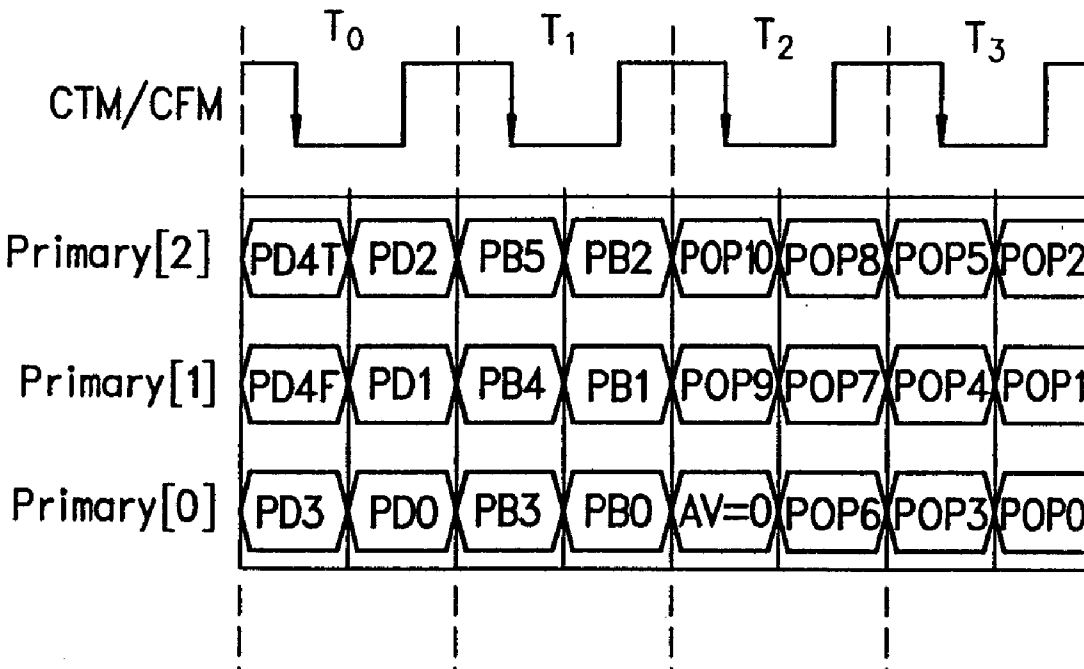 T0 T1 T2 T3
CTM/CFM
Primary[2] PD4T PD2 PB5 PB2 POP10 POP8 POP5 POP2
Primary[1] PD4F PD1 PB4 PB1 POP9 POP7 POP4 POP1
Primary[0] PD3 PD0 PB3 PB0 AV=0 POP6 POP3 POP0